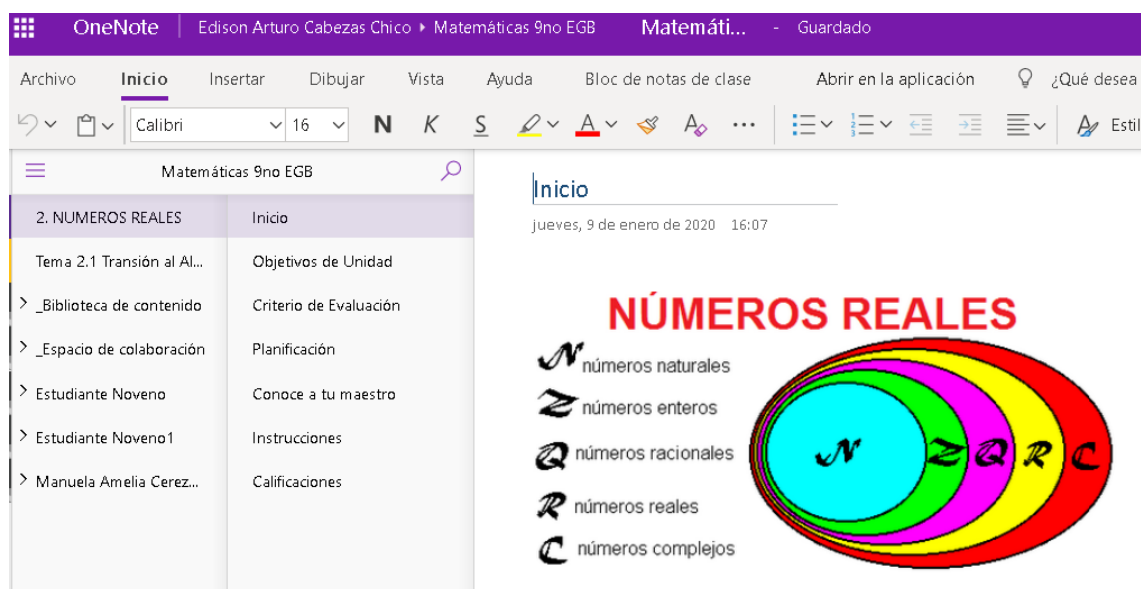 OneNote Edison Arturo Cabezas Chico ▸ Matemáticas 9no EGB Matemáti... - Guardado
Archivo Inicio Insertar Dibujar Vista Ayuda Bloc de notas de clase Abrir en la aplicación ¿Qué desea
Calibri 16 N K S A A ... Estil
Matemáticas 9no EGB
2. NUMEROS REALES
Tema 2.1 Transión al Al...
_Biblioteca de contenido
_Espacio de colaboración
Estudiante Noveno
Estudiante Noveno1
Manuela Amelia Cerez...
Inicio
Objetivos de Unidad
Criterio de Evaluación
Planificación
Conoce a tu maestro
Instrucciones
Calificaciones
Inicio
jueves, 9 de enero de 2020 16:07
NÚMEROS REALES
N números naturales
Z números enteros
Q números racionales
R números reales
C números complejos
N Z Q R C